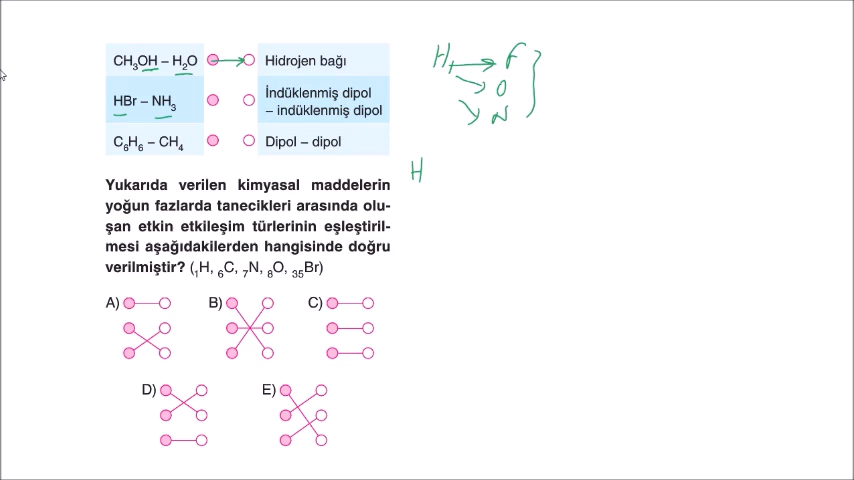 CH₃OH – H₂O Hidrojen bağı
HBr – NH₃ İndüklenmiş dipol
– indüklenmiş dipol
C₆H₆ – CH₄ Dipol – dipol
H F
O
N
H
Yukarıda verilen kimyasal maddelerin
yoğun fazlarda tanecikleri arasında olu-
şan etkin etkileşim türlerinin eşleştiril-
mesi aşağıdakilerden hangisinde doğru
verilmiştir? (₁H, ₆C, ₇N, ₈O, ₃₅Br)
A) B) C)
D) E)